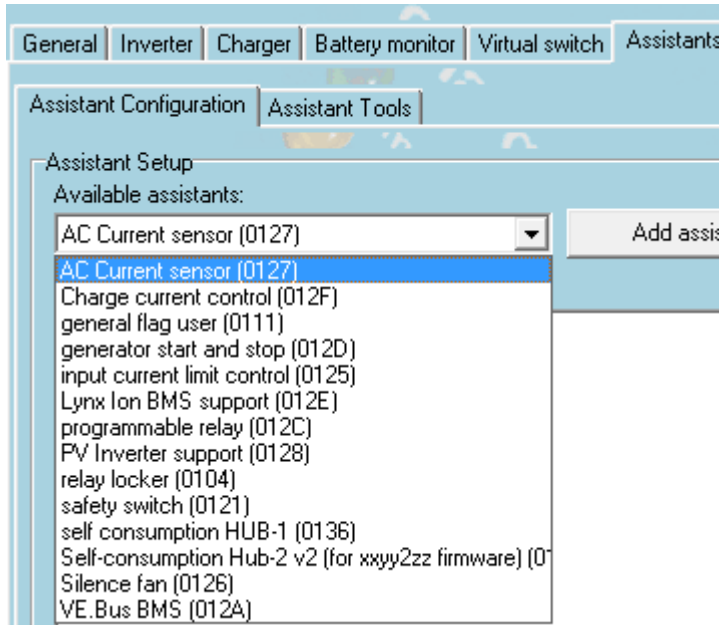 General Inverter Charger Battery monitor Virtual switch Assistants
Assistant Configuration Assistant Tools
Assistant Setup
Available assistants:
AC Current sensor (0127) Add
AC Current sensor (0127)
Charge current control (012F)
general flag user (0111)
generator start and stop (012D)
input current limit control (0125)
Lynx Ion BMS support (012E)
programmable relay (012C)
PV Inverter support (0128)
relay locker (0104)
safety switch (0121)
self consumption HUB-1 (0136)
Self-consumption Hub-2 v2 (for xxyy2zz firmware)
Silence fan (0126)
VE.Bus BMS (012A)